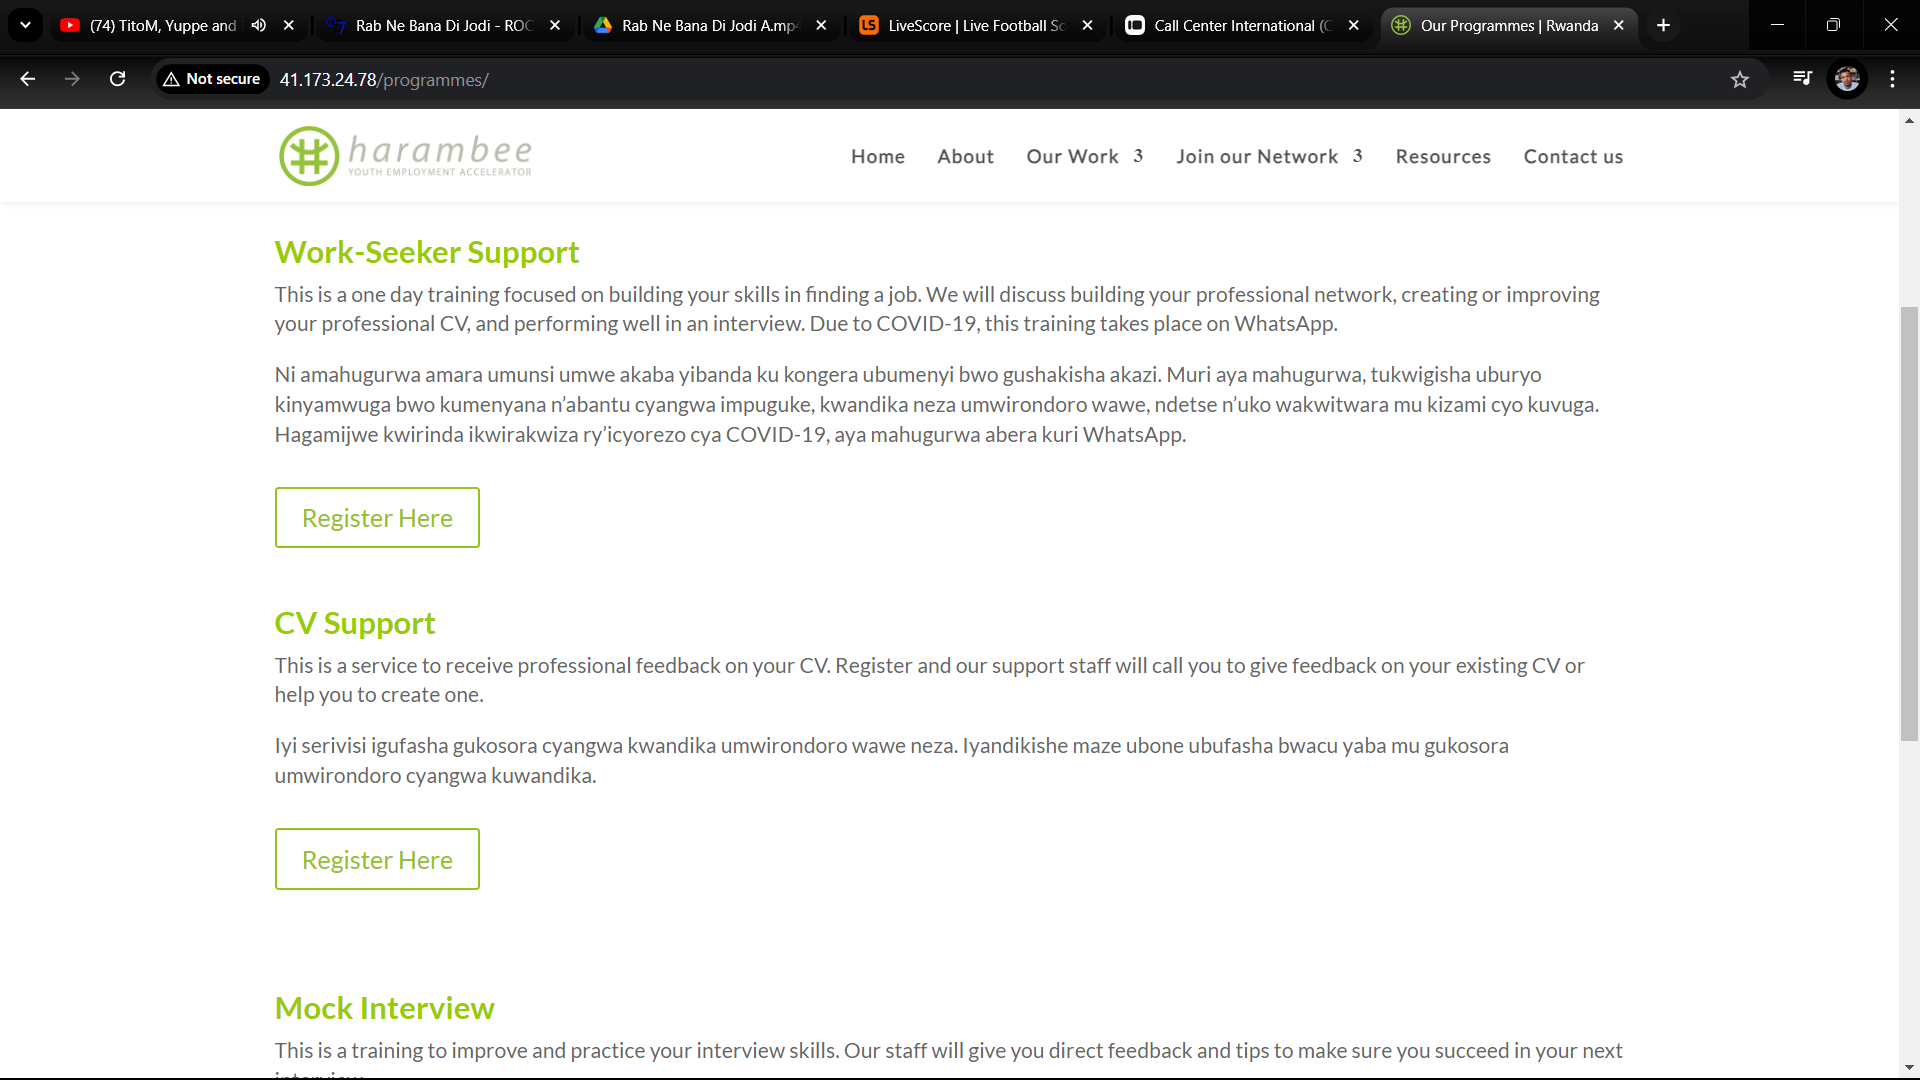 (74) TitoM, Yuppe and
Rab Ne Bana Di Jodi - ROC
Rab Ne Bana Di Jodi A.mp4
LS
LiveScore | Live Football Sc
Call Center International (C
Our Programmes | Rwanda
Not secure
41.173.24.78/programmes/
harambee
YOUTH EMPLOYMENT ACCELERATOR
Home
About
Our Work 3
Join our Network 3
Resources
Contact us
Work-Seeker Support
This is a one day training focused on building your skills in finding a job. We will discuss building your professional network, creating or improving
your professional CV, and performing well in an interview. Due to COVID-19, this training takes place on WhatsApp.
Ni amahugurwa amara umunsi umwe akaba yibanda ku kongera ubumenyi bwo gushakisha akazi. Muri aya mahugurwa, tukwigisha uburyo
kinyamwuga bwo kumenyana n’abantu cyangwa impuguke, kwandika neza umwirondoro wawe, ndetse n’uko wakwitwara mu kizami cyo kuvuga.
Hagamijwe kwirinda ikwirakwiza ry’icyorezo cya COVID-19, aya mahugurwa abera kuri WhatsApp.
Register Here
CV Support
This is a service to receive professional feedback on your CV. Register and our support staff will call you to give feedback on your existing CV or
help you to create one.
Iyi serivisi igufasha gukosora cyangwa kwandika umwirondoro wawe neza. Iyandikishe maze ubone ubufasha bwacu yaba mu gukosora
umwirondoro cyangwa kuwandika.
Register Here
Mock Interview
This is a training to improve and practice your interview skills. Our staff will give you direct feedback and tips to make sure you succeed in your next